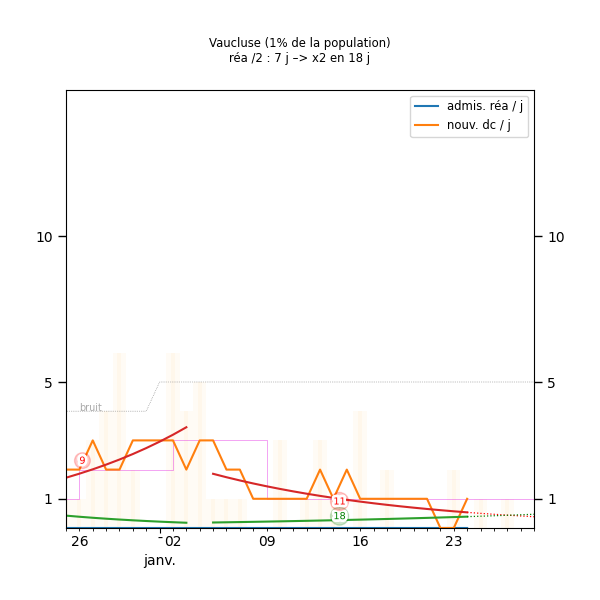 Vaucluse (1% de la population)
réa /2 : 7 j –> x2 en 18 j
admis. réa / j
nouv. dc / j
10
10
5
5
bruit
9
11
18
1
1
26
02
09
16
23
janv.